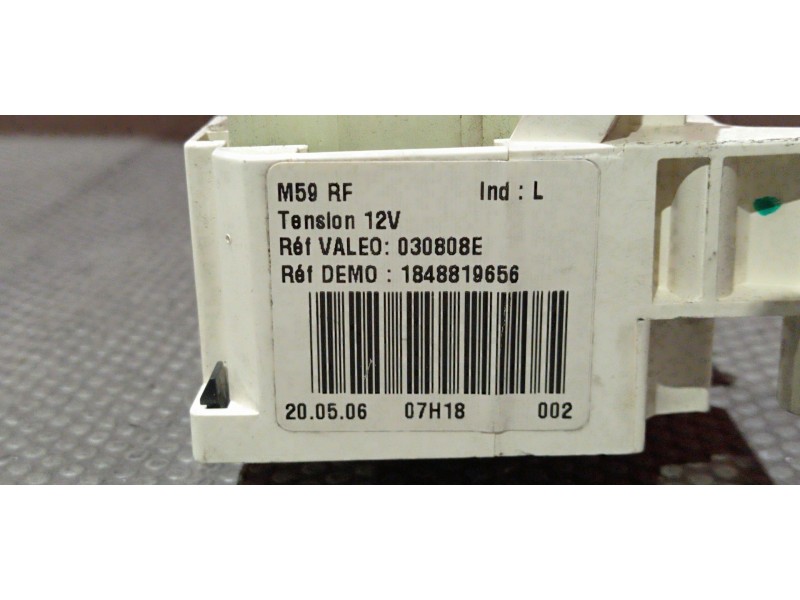 M59 RF Ind : L
Tension 12V
Réf VALEO: 030808E
Réf DEMO : 1848819656
20.05.06 07H18 002